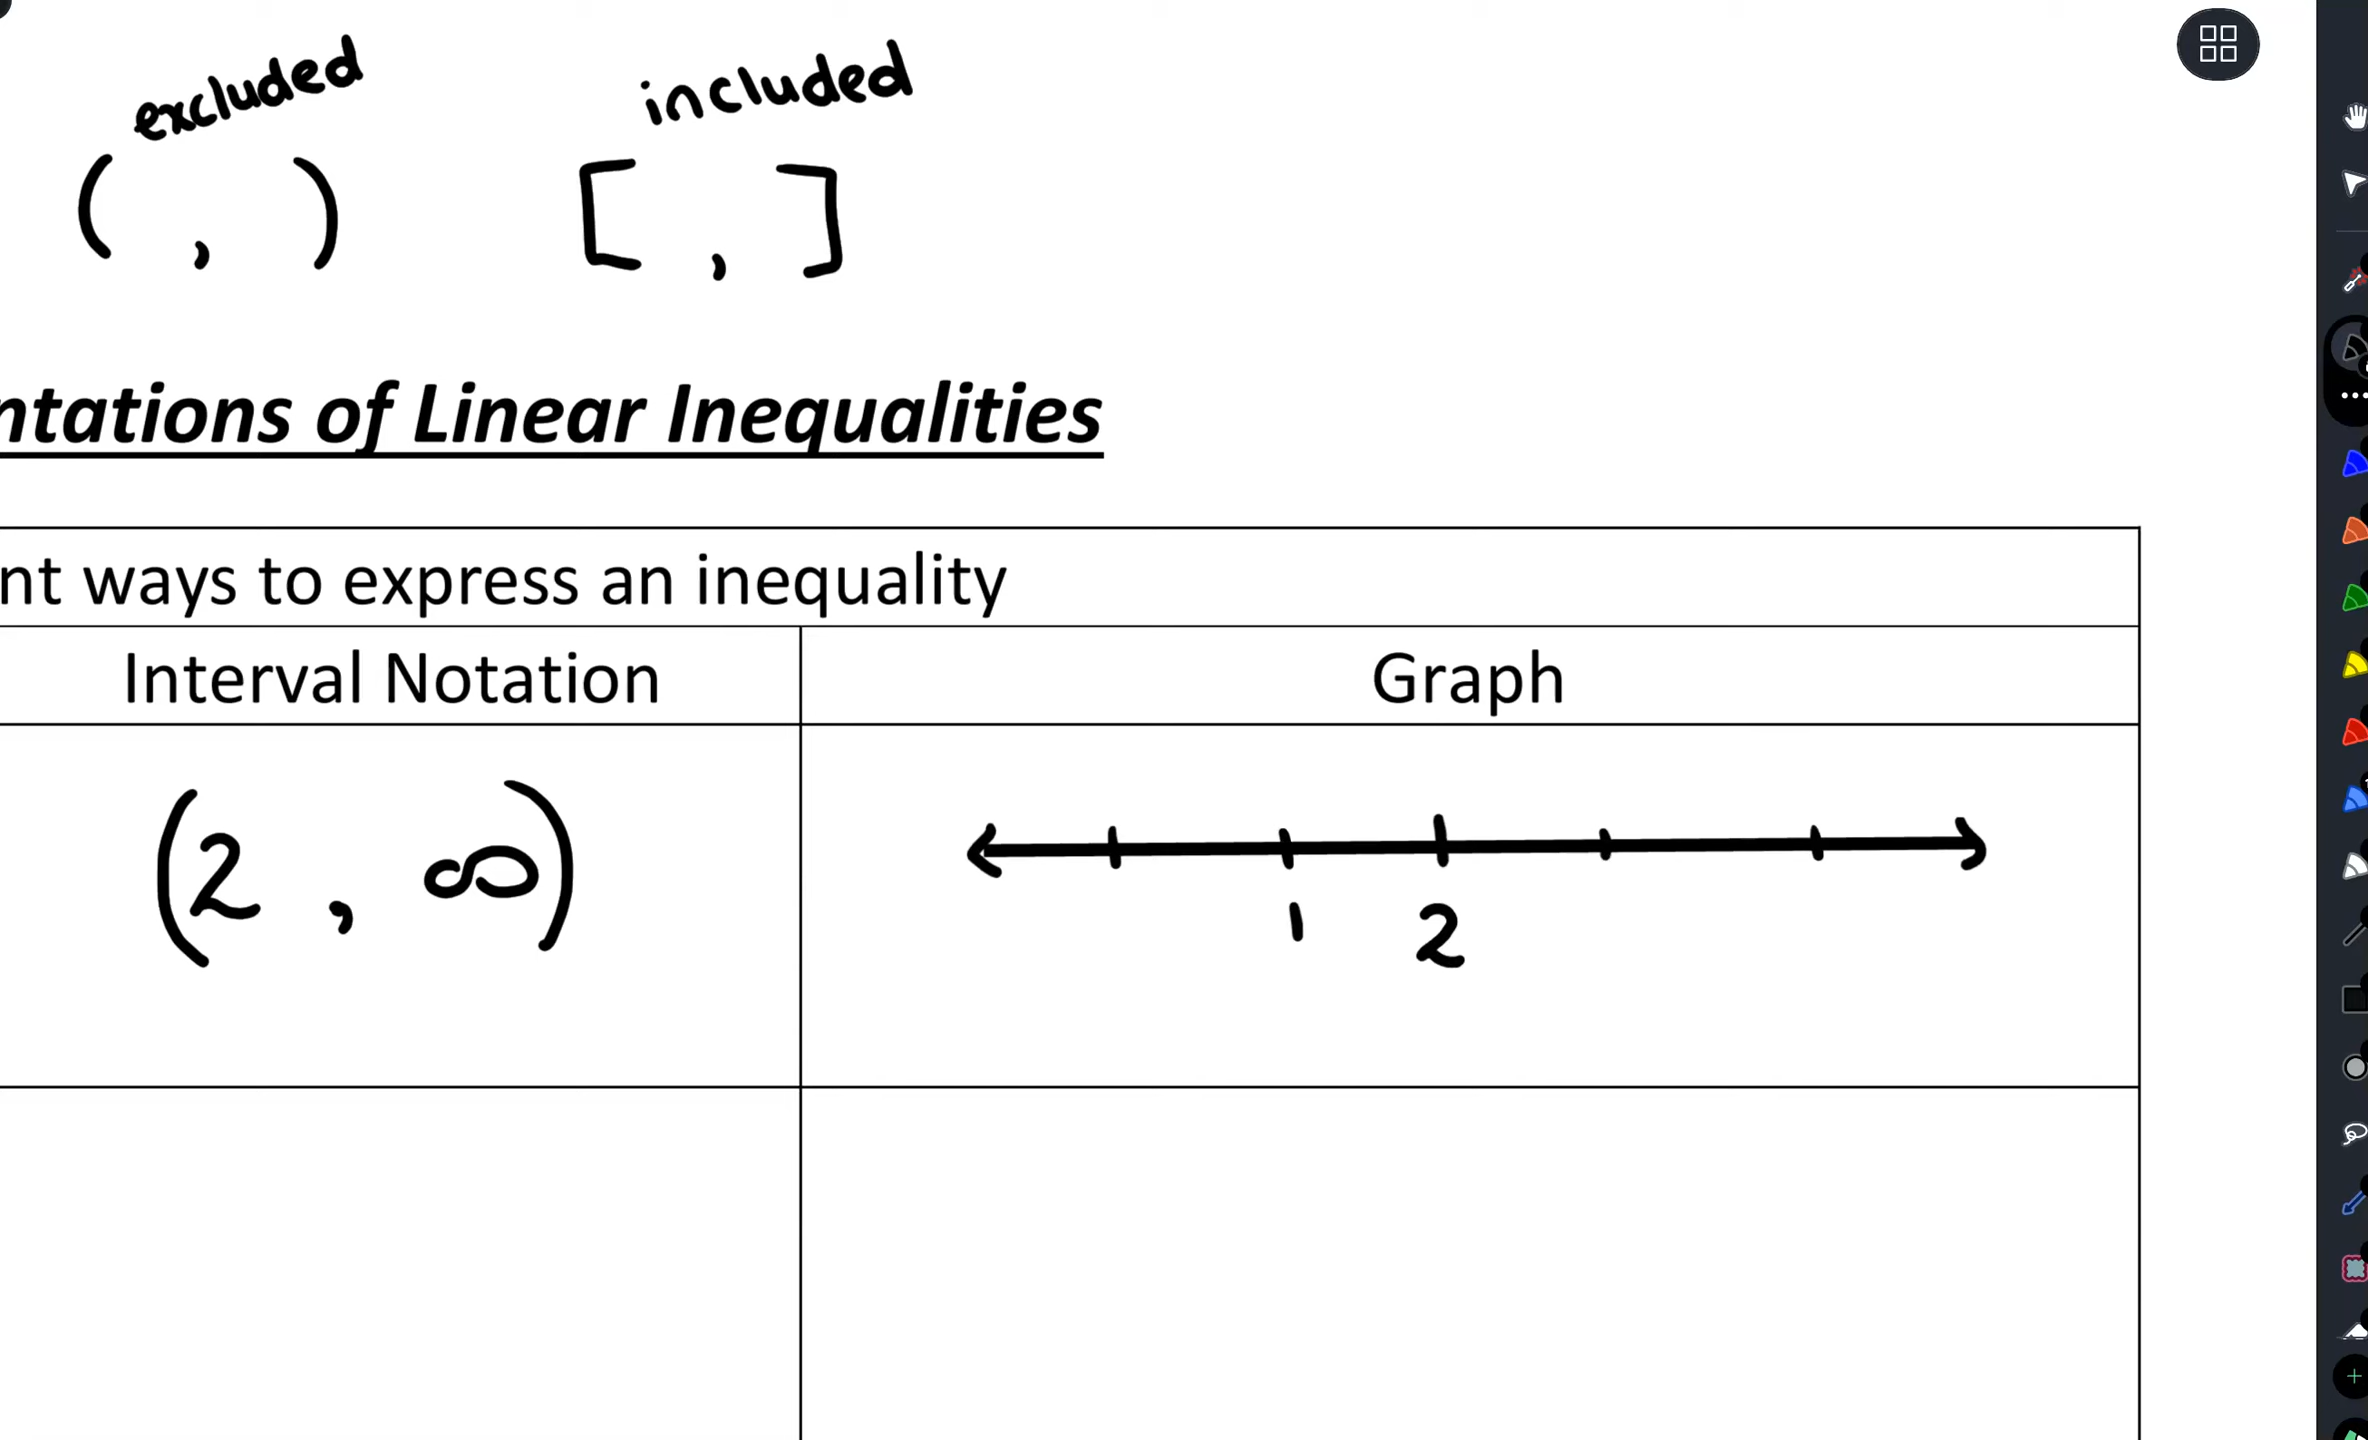 excluded included
( , ) [ , ]
ntations of Linear Inequalities
nt ways to express an inequality
Interval Notation Graph
(2 , ∞)
1 2